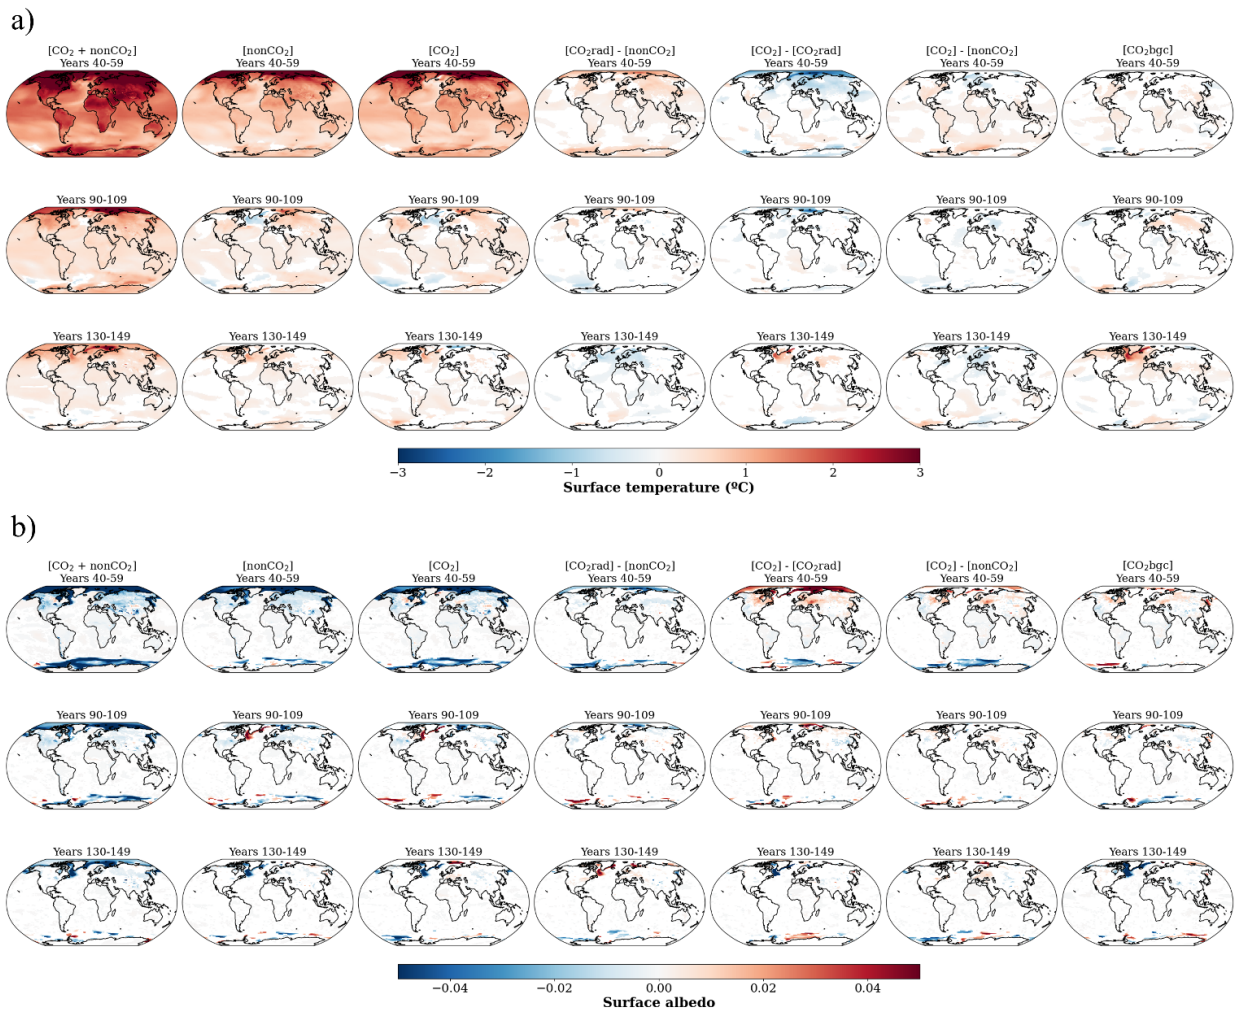 a)
[CO₂ + nonCO₂] [nonCO₂] [CO₂] [CO₂rad] - [nonCO₂] [CO₂] - [CO₂rad] [CO₂] - [nonCO₂] [CO₂bgc]
Years 40-59 Years 40-59 Years 40-59 Years 40-59 Years 40-59 Years 40-59 Years 40-59
Years 90-109 Years 90-109 Years 90-109 Years 90-109 Years 90-109 Years 90-109 Years 90-109
Years 130-149 Years 130-149 Years 130-149 Years 130-149 Years 130-149 Years 130-149 Years 130-149
−3 −2 −1 0 1 2 3
Surface temperature (ºC)
b)
[CO₂ + nonCO₂] [nonCO₂] [CO₂] [CO₂rad] - [nonCO₂] [CO₂] - [CO₂rad] [CO₂] - [nonCO₂] [CO₂bgc]
Years 40-59 Years 40-59 Years 40-59 Years 40-59 Years 40-59 Years 40-59 Years 40-59
Years 90-109 Years 90-109 Years 90-109 Years 90-109 Years 90-109 Years 90-109 Years 90-109
Years 130-149 Years 130-149 Years 130-149 Years 130-149 Years 130-149 Years 130-149 Years 130-149
−0.04 −0.02 0.00 0.02 0.04
Surface albedo